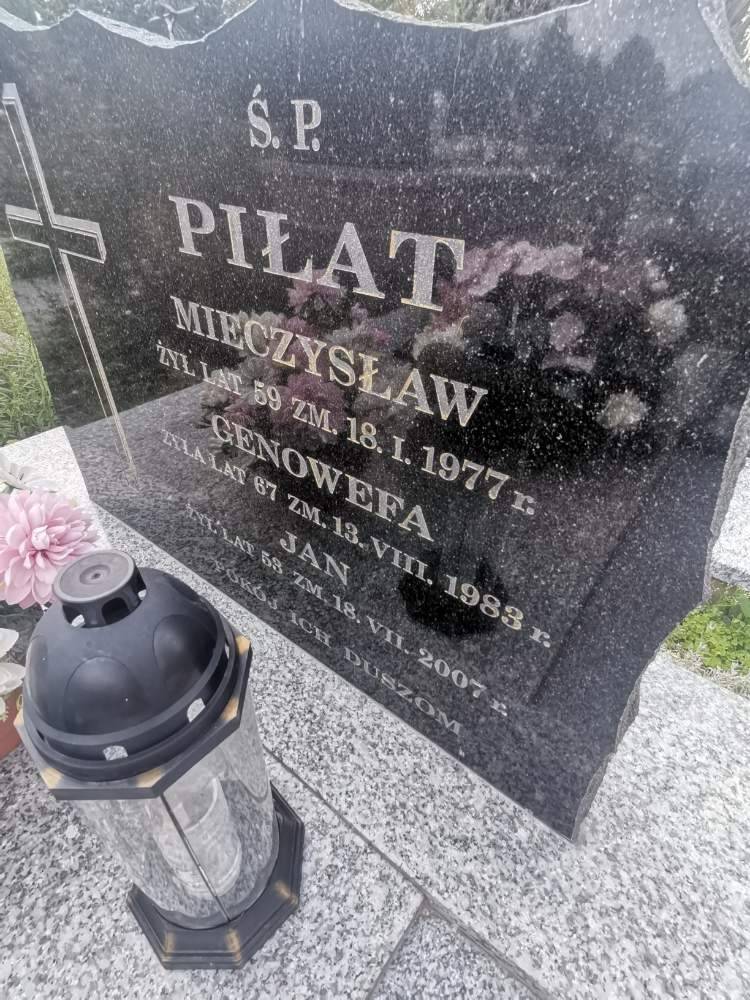 Ś. P.
PIŁAT
MIECZYSŁAW
ŻYŁ LAT 59 ZM. 18. I. 1977 r.
GENOWEFA
ŻYŁA LAT 67 ZM. 13. VIII. 1983 r.
JAN
ŻYŁ LAT 53 ZM. 18. VII. 2007 r.
POKÓJ ICH DUSZOM